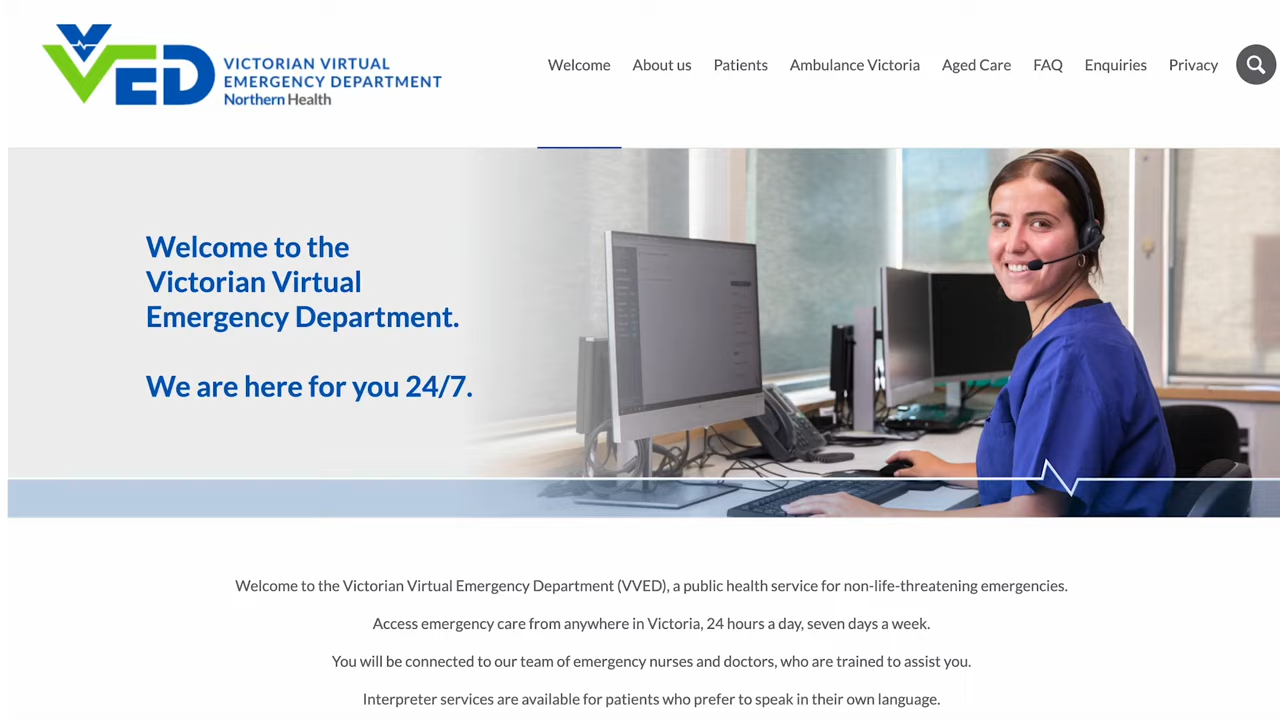 VVED
VICTORIAN VIRTUAL
EMERGENCY DEPARTMENT
Northern Health
Welcome About us Patients Ambulance Victoria Aged Care FAQ Enquiries Privacy
Welcome to the
Victorian Virtual
Emergency Department.
We are here for you 24/7.
Welcome to the Victorian Virtual Emergency Department (VVED), a public health service for non-life-threatening emergencies.
Access emergency care from anywhere in Victoria, 24 hours a day, seven days a week.
You will be connected to our team of emergency nurses and doctors, who are trained to assist you.
Interpreter services are available for patients who prefer to speak in their own language.